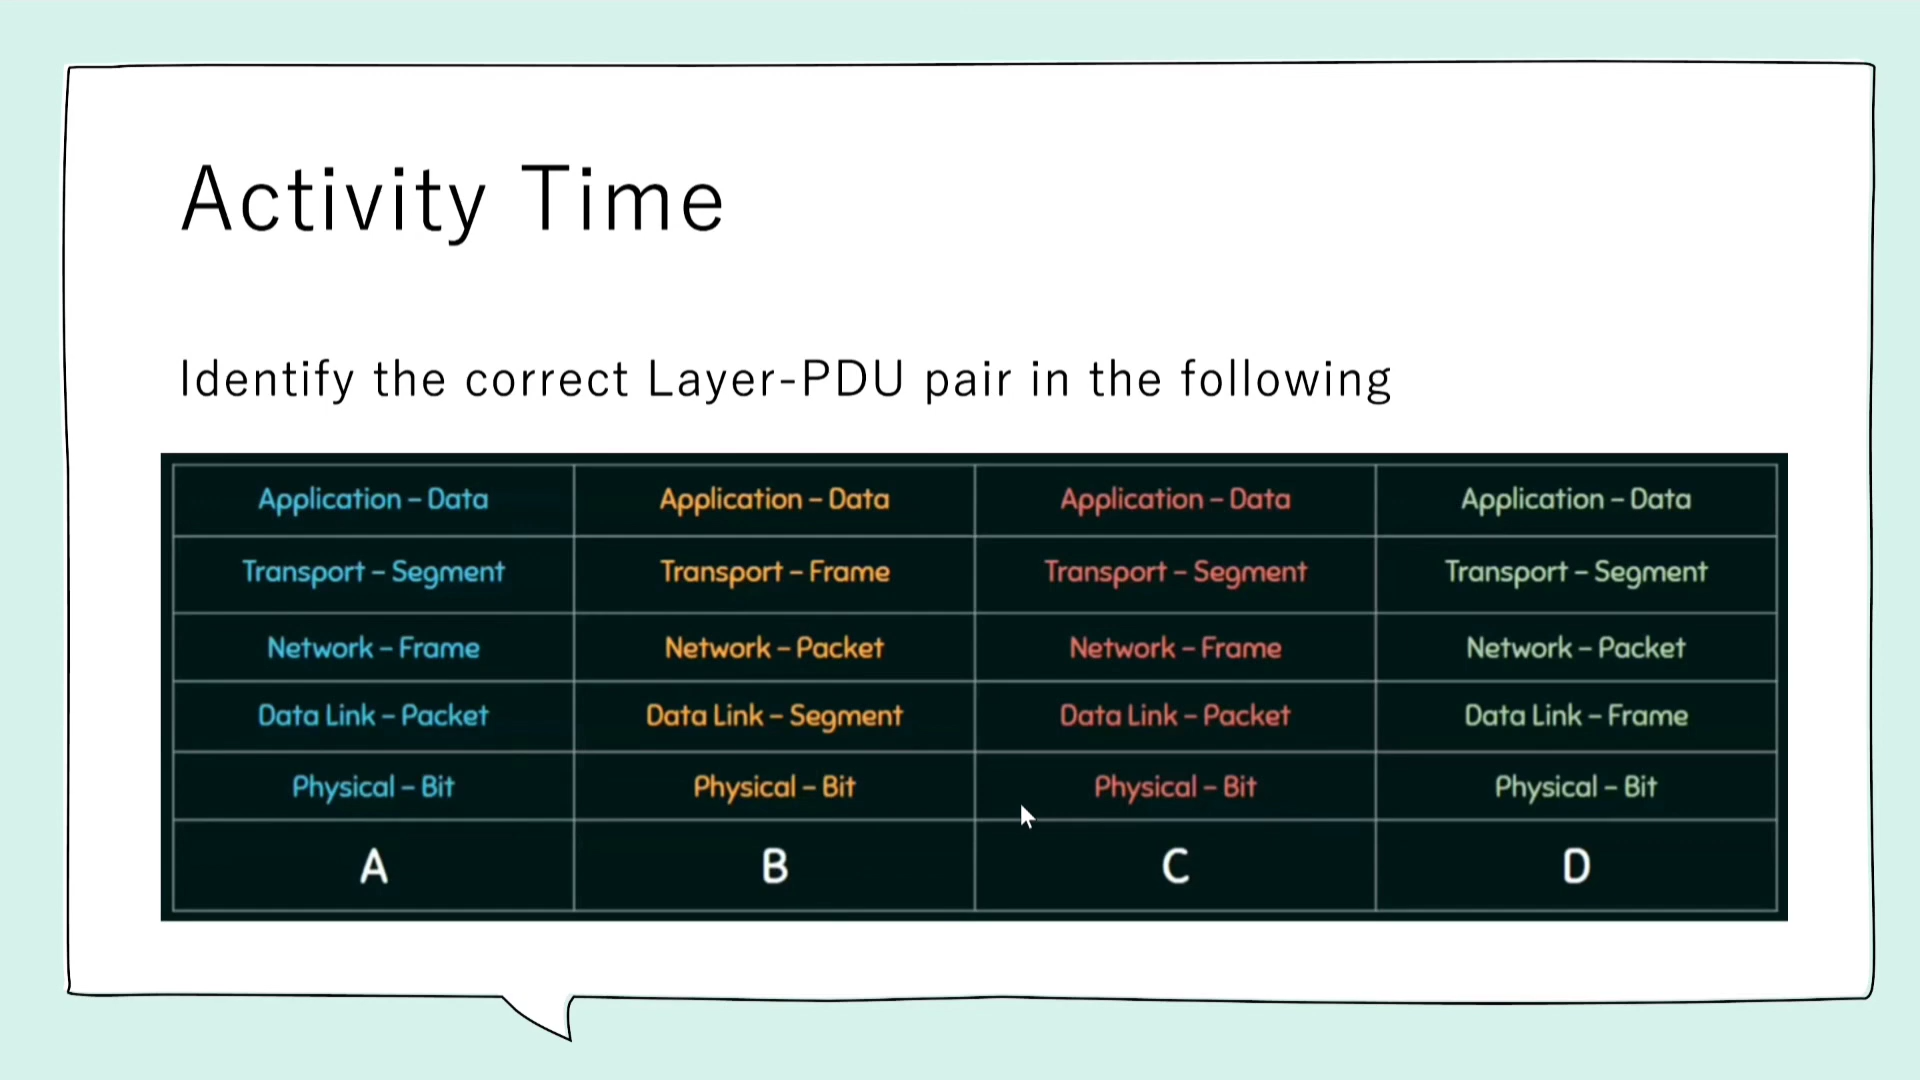 Activity Time
Identify the correct Layer-PDU pair in the following
Application – Data Application – Data Application – Data Application – Data
Transport – Segment Transport – Frame Transport – Segment Transport – Segment
Network – Frame Network – Packet Network – Frame Network – Packet
Data Link – Packet Data Link – Segment Data Link – Packet Data Link – Frame
Physical – Bit Physical – Bit Physical – Bit Physical – Bit
A B C D